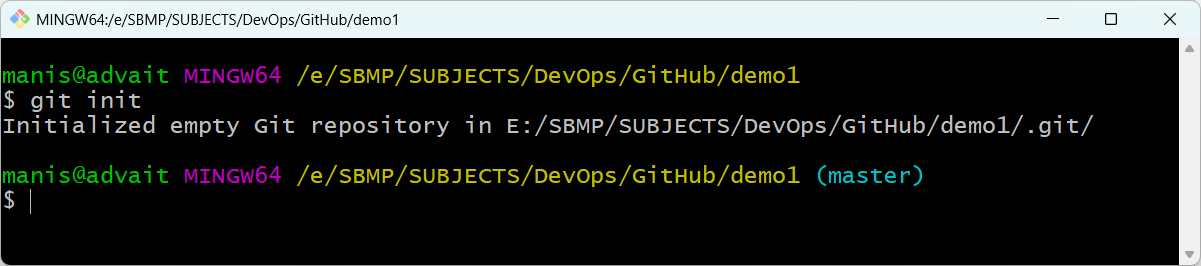 MINGW64:/e/SBMP/SUBJECTS/DevOps/GitHub/demo1
manis@advait MINGW64 /e/SBMP/SUBJECTS/DevOps/GitHub/demo1
$ git init
Initialized empty Git repository in E:/SBMP/SUBJECTS/DevOps/GitHub/demo1/.git/
manis@advait MINGW64 /e/SBMP/SUBJECTS/DevOps/GitHub/demo1 (master)
$